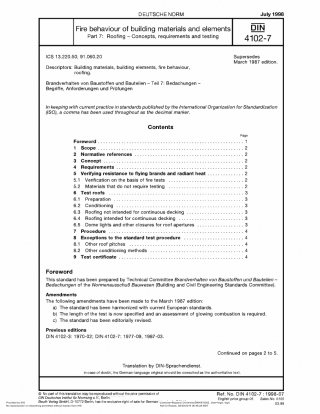 DEUTSCHE NORM
July 1998
Fire behaviour of building materials and elements
Part 7: Roofing – Concepts, requirements and testing
DIN
4102-7
ICS 13.220.50; 91.060.20
Supersedes
March 1987 edition.
Descriptors: Building materials, building elements, fire behaviour,
roofing.
Brandverhalten von Baustoffen und Bauteilen – Teil 7: Bedachungen –
Begriffe, Anforderungen und Prüfungen
In keeping with current practice in standards published by the International Organization for Standardization
(ISO), a comma has been used throughout as the decimal marker.
Contents
Page
Foreword . . . 1
1 Scope . . . 2
2 Normative references . . . 2
3 Concept . . . 2
4 Requirements . . . 2
5 Verifying resistance to flying brands and radiant heat . . . 2
5.1 Verification on the basis of fire tests . . . 2
5.2 Materials that do not require testing . . . 2
6 Test roofs . . . 3
6.1 Preparation . . . 3
6.2 Conditioning . . . 3
6.3 Roofing not intended for continuous decking . . . 3
6.4 Roofing intended for continuous decking . . . 3
6.5 Dome lights and other closures for roof apertures . . . 3
7 Procedure . . . 4
8 Exceptions to the standard test procedure . . . 4
8.1 Other roof pitches . . . 4
8.2 Other conditioning methods . . . 4
9 Test certificate . . . 4
Foreword
This standard has been prepared by Technical Committee Brandverhalten von Baustoffen und Bauteilen –
Bedachungen of the Normenausschuß Bauwesen (Building and Civil Engineering Standards Committee).
Amendments
The following amendments have been made to the March 1987 edition:
a) The standard has been harmonized with current European standards.
b) The length of the test is now specified and an assessment of glowing combustion is required.
c) The standard has been editorially revised.
Previous editions
DIN 4102-3: 1970-02; DIN 4102-7: 1977-09, 1987-03.
Continued on pages 2 to 5.
Translation by DIN-Sprachendienst.
In case of doubt, the German-language original should be consulted as the authoritative text.
© No part of this translation may be reproduced without the prior permission of
DIN Deutsches Institut für Normung e. V., Berlin.
Beuth Verlag GmbH, D-10772 Berlin, has the exclusive right of sale for German
Ref. No. DIN 4102-7 : 1998-07
English price group 06 Sales No. 0106